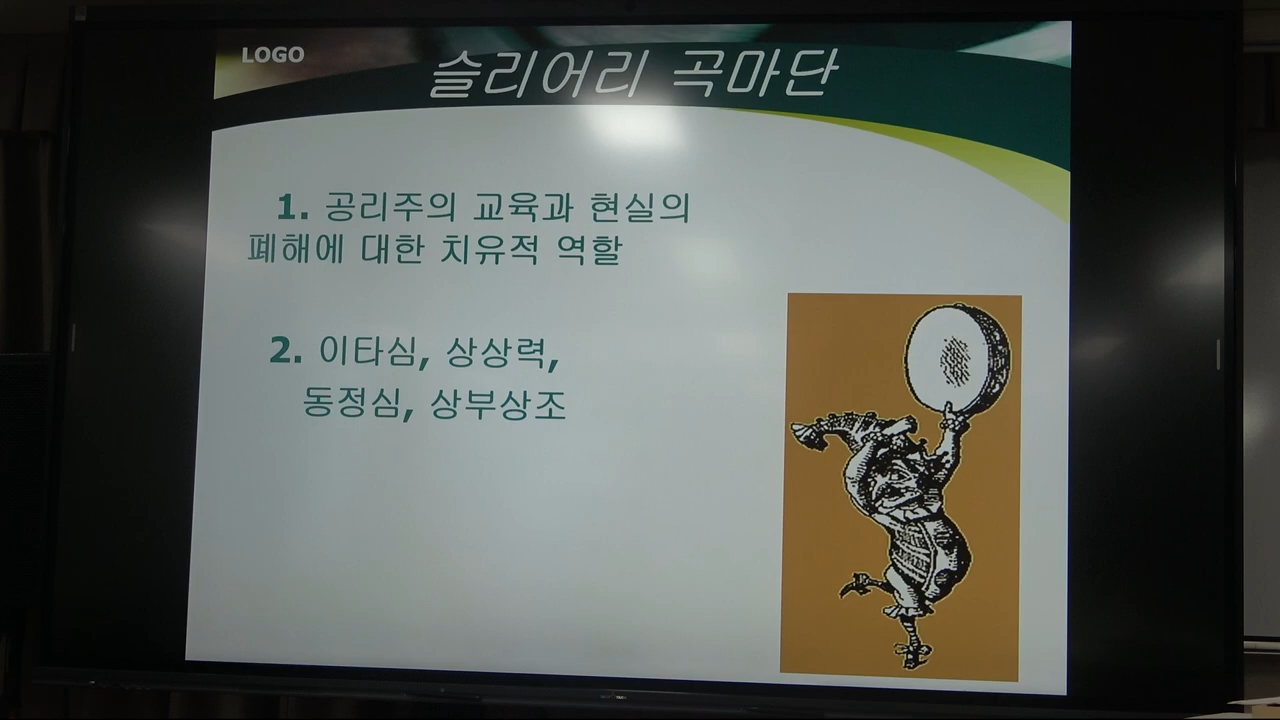 LOGO
슬리어리 곡마단
1. 공리주의 교육과 현실의
폐해에 대한 치유적 역할
2. 이타심, 상상력,
동정심, 상부상조